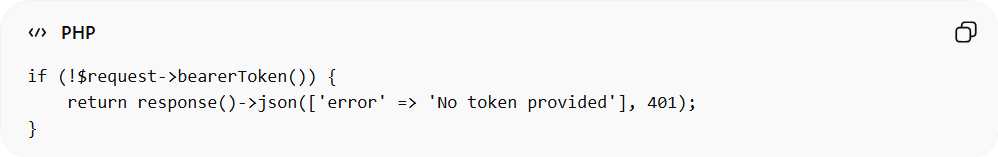 PHP
if (!$request->bearerToken()) {
    return response()->json(['error' => 'No token provided'], 401);
}